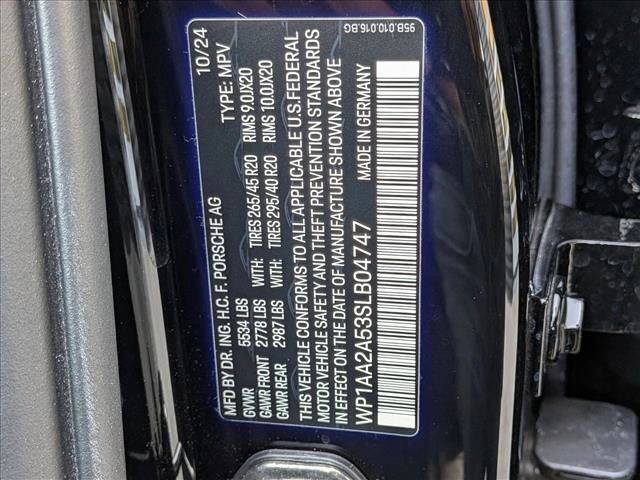 95B.010.016.BG
MFD BY DR. ING. H.C. F. PORSCHE AG 10/24
GVWR 5534 LBS TYPE: MPV
GAWR FRONT 2778 LBS WITH: TIRES 265/45 R20 RIMS 9.0JX20
GAWR REAR 2987 LBS WITH: TIRES 295/40 R20 RIMS 10.0JX20
THIS VEHICLE CONFORMS TO ALL APPLICABLE U.S. FEDERAL
MOTOR VEHICLE SAFETY AND THEFT PREVENTION STANDARDS
IN EFFECT ON THE DATE OF MANUFACTURE SHOWN ABOVE
WP1AA2A53SLB04747 MADE IN GERMANY